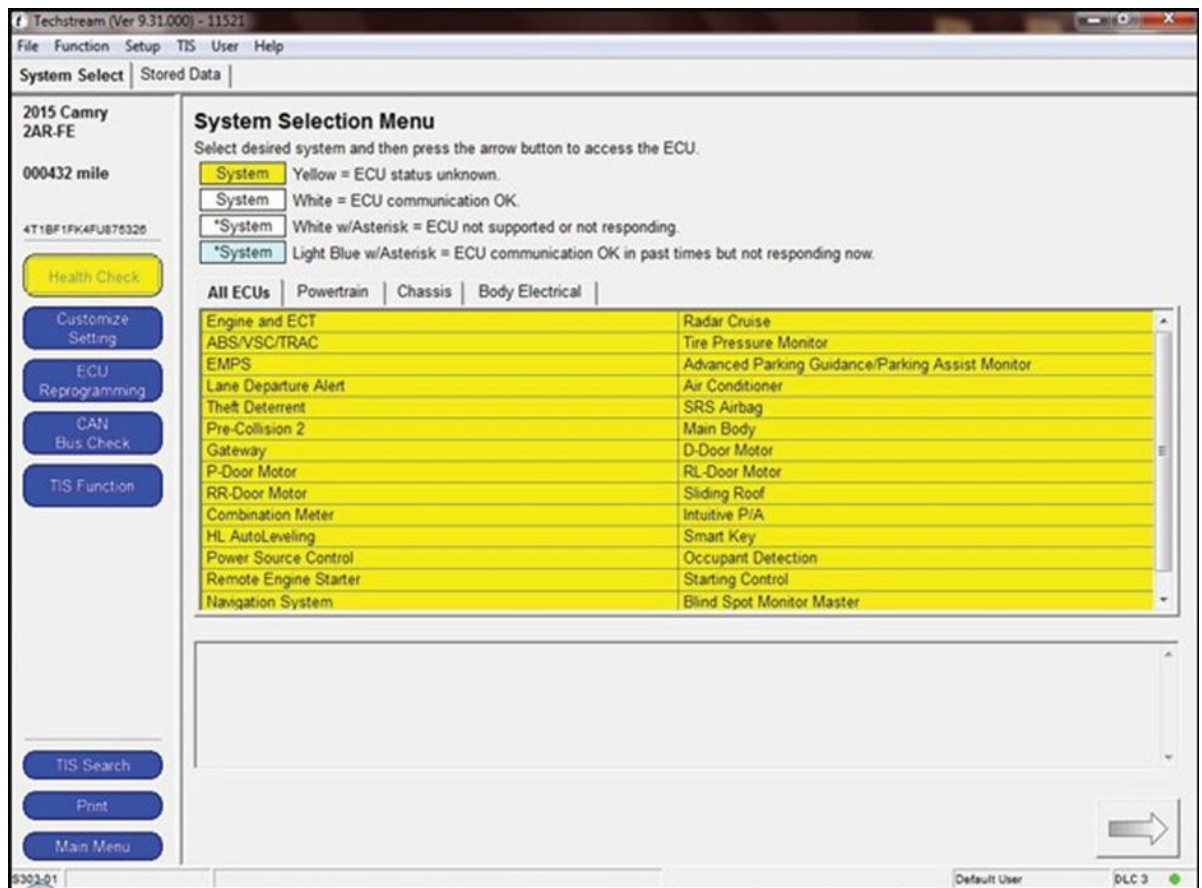 Techstream (Ver 9.31.000) - 11521
File Function Setup TIS User Help
System Select Stored Data
2015 Camry
2AR-FE
000432 mile
4T1BF1FK4FU875326
Health Check
Customize
Setting
ECU
Reprogramming
CAN
Bus Check
TIS Function
TIS Search
Print
Main Menu
System Selection Menu
Select desired system and then press the arrow button to access the ECU.
System Yellow = ECU status unknown.
System White = ECU communication OK.
*System White w/Asterisk = ECU not supported or not responding.
*System Light Blue w/Asterisk = ECU communication OK in past times but not responding now.
All ECUs Powertrain Chassis Body Electrical
Engine and ECT Radar Cruise
ABS/VSC/TRAC Tire Pressure Monitor
EMPS Advanced Parking Guidance/Parking Assist Monitor
Lane Departure Alert Air Conditioner
Theft Deterrent SRS Airbag
Pre-Collision 2 Main Body
Gateway D-Door Motor
P-Door Motor RL-Door Motor
RR-Door Motor Sliding Roof
Combination Meter Intuitive P/A
HL AutoLeveling Smart Key
Power Source Control Occupant Detection
Remote Engine Starter Starting Control
Navigation System Blind Spot Monitor Master
S303-01 Default User DLC 3